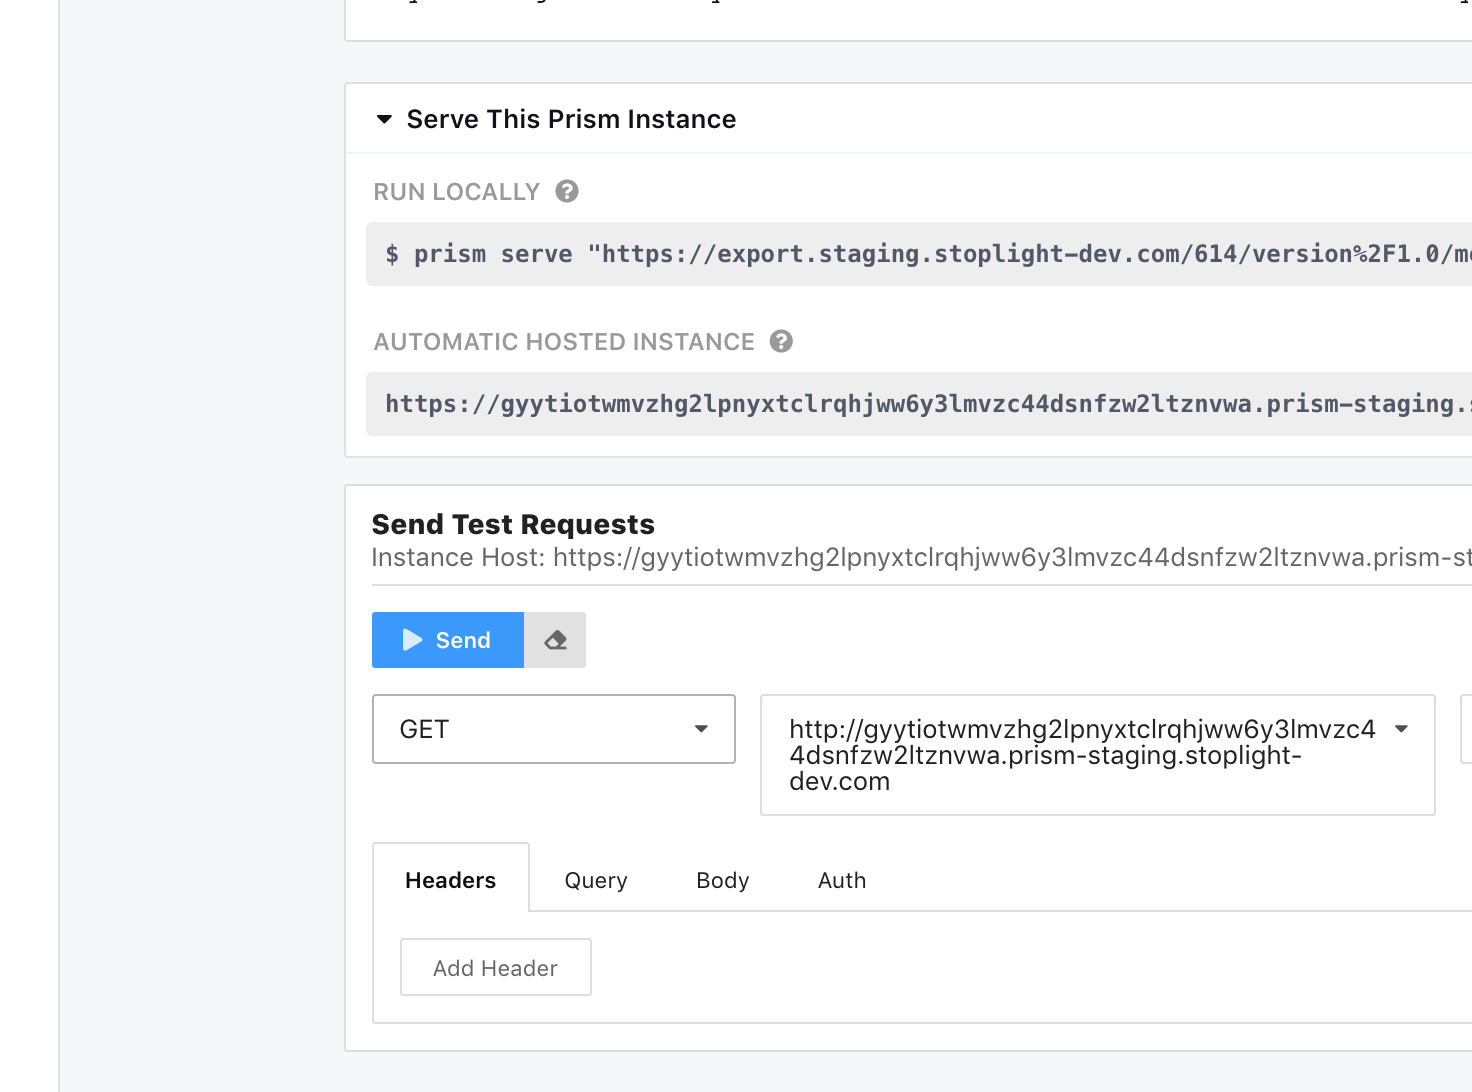 Serve This Prism Instance
RUN LOCALLY
$ prism serve "https://export.staging.stoplight-dev.com/614/version%2F1.0/m
AUTOMATIC HOSTED INSTANCE
https://gyytiotwmvzhg2lpnyxtclrqhjww6y3lmvzc44dsnfzw2ltznvwa.prism-staging.
Send Test Requests
Instance Host: https://gyytiotwmvzhg2lpnyxtclrqhjww6y3lmvzc44dsnfzw2ltznvwa.prism-st
Send
GET
http://gyytiotwmvzhg2lpnyxtclrqhjww6y3lmvzc4
4dsnfzw2ltznvwa.prism-staging.stoplight-
dev.com
Headers Query Body Auth
Add Header